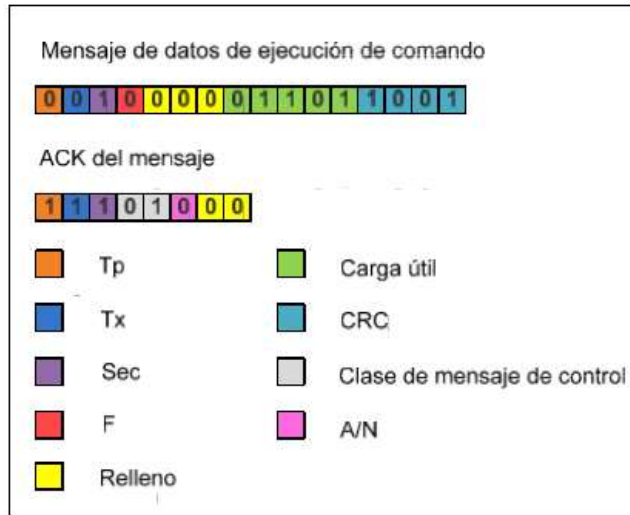 Mensaje de datos de ejecución de comando
0 0 1 0 0 0 0 0 1 1 0 1 1 0 0 1
ACK del mensaje
1 1 1 0 1 0 0 0
Tp Carga útil
Tx CRC
Sec Clase de mensaje de control
F A/N
Relleno